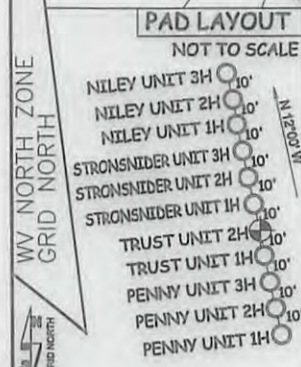 PAD LAYOUT
NOT TO SCALE
WV NORTH ZONE
GRID NORTH
NILEY UNIT 3H
10'
NILEY UNIT 2H
10'
NILEY UNIT 1H
10'
STRONSNIDER UNIT 3H
10'
STRONSNIDER UNIT 2H
10'
STRONSNIDER UNIT 1H
10'
TRUST UNIT 2H
10'
TRUST UNIT 1H
10'
PENNY UNIT 3H
10'
PENNY UNIT 2H
10'
PENNY UNIT 1H
N 12°00' W
GRID NORTH